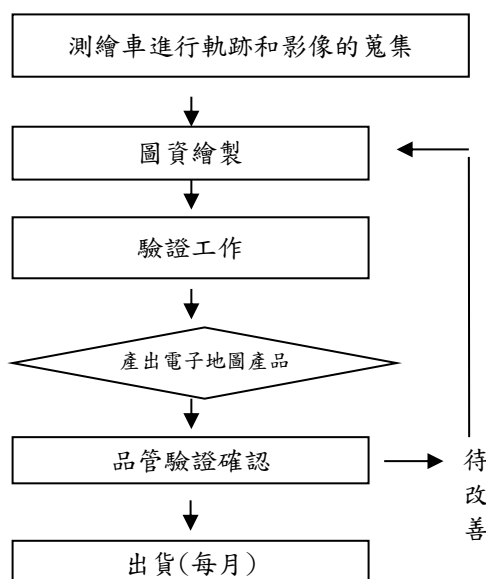 測繪車進行軌跡和影像的蒐集
圖資繪製
驗證工作
產出電子地圖產品
品管驗證確認
待改善
出貨(每月)